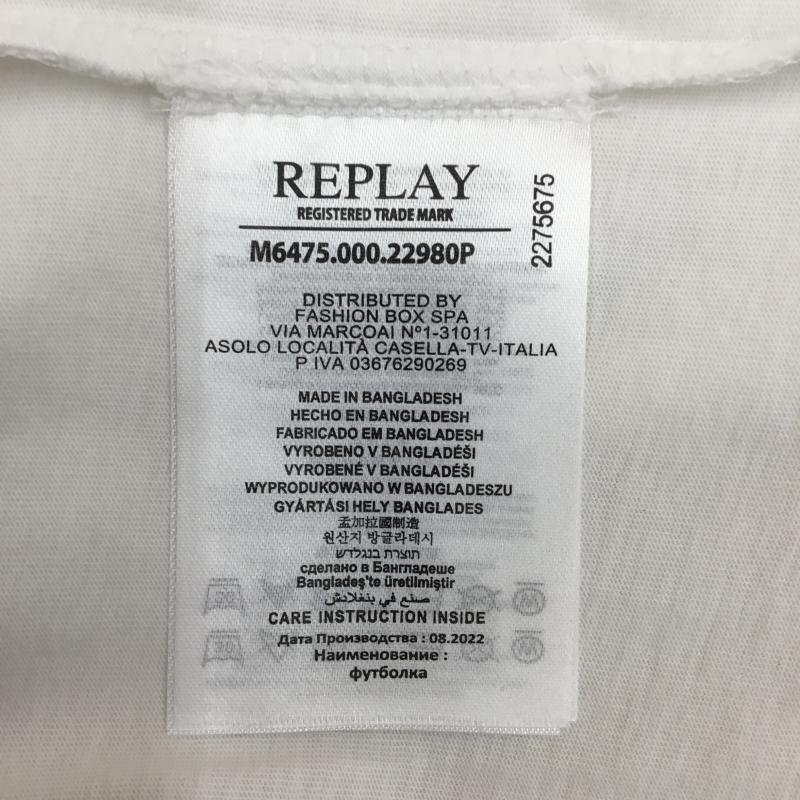 REPLAY
REGISTERED TRADE MARK
M6475.000.22980P
2275675
DISTRIBUTED BY
FASHION BOX SPA
VIA MARCOAI Nº1-31011
ASOLO LOCALITÀ CASELLA-TV-ITALIA
P IVA 03676290269
MADE IN BANGLADESH
HECHO EN BANGLADESH
FABRICADO EM BANGLADESH
VYROBENO V BANGLADÉŠI
VYROBENÉ V BANGLADÉŠI
WYPRODUKOWANO W BANGLADESZU
GYÁRTÁSI HELY BANGLADES
孟加拉國制造
원산지 방글라데시
תוצרת בנגלדש
сделано в Бангладеше
Bangladeş'te üretilmiştir
صنع في بنغلادش
CARE INSTRUCTION INSIDE
Дата Производства : 08.2022
Наименование :
футболка